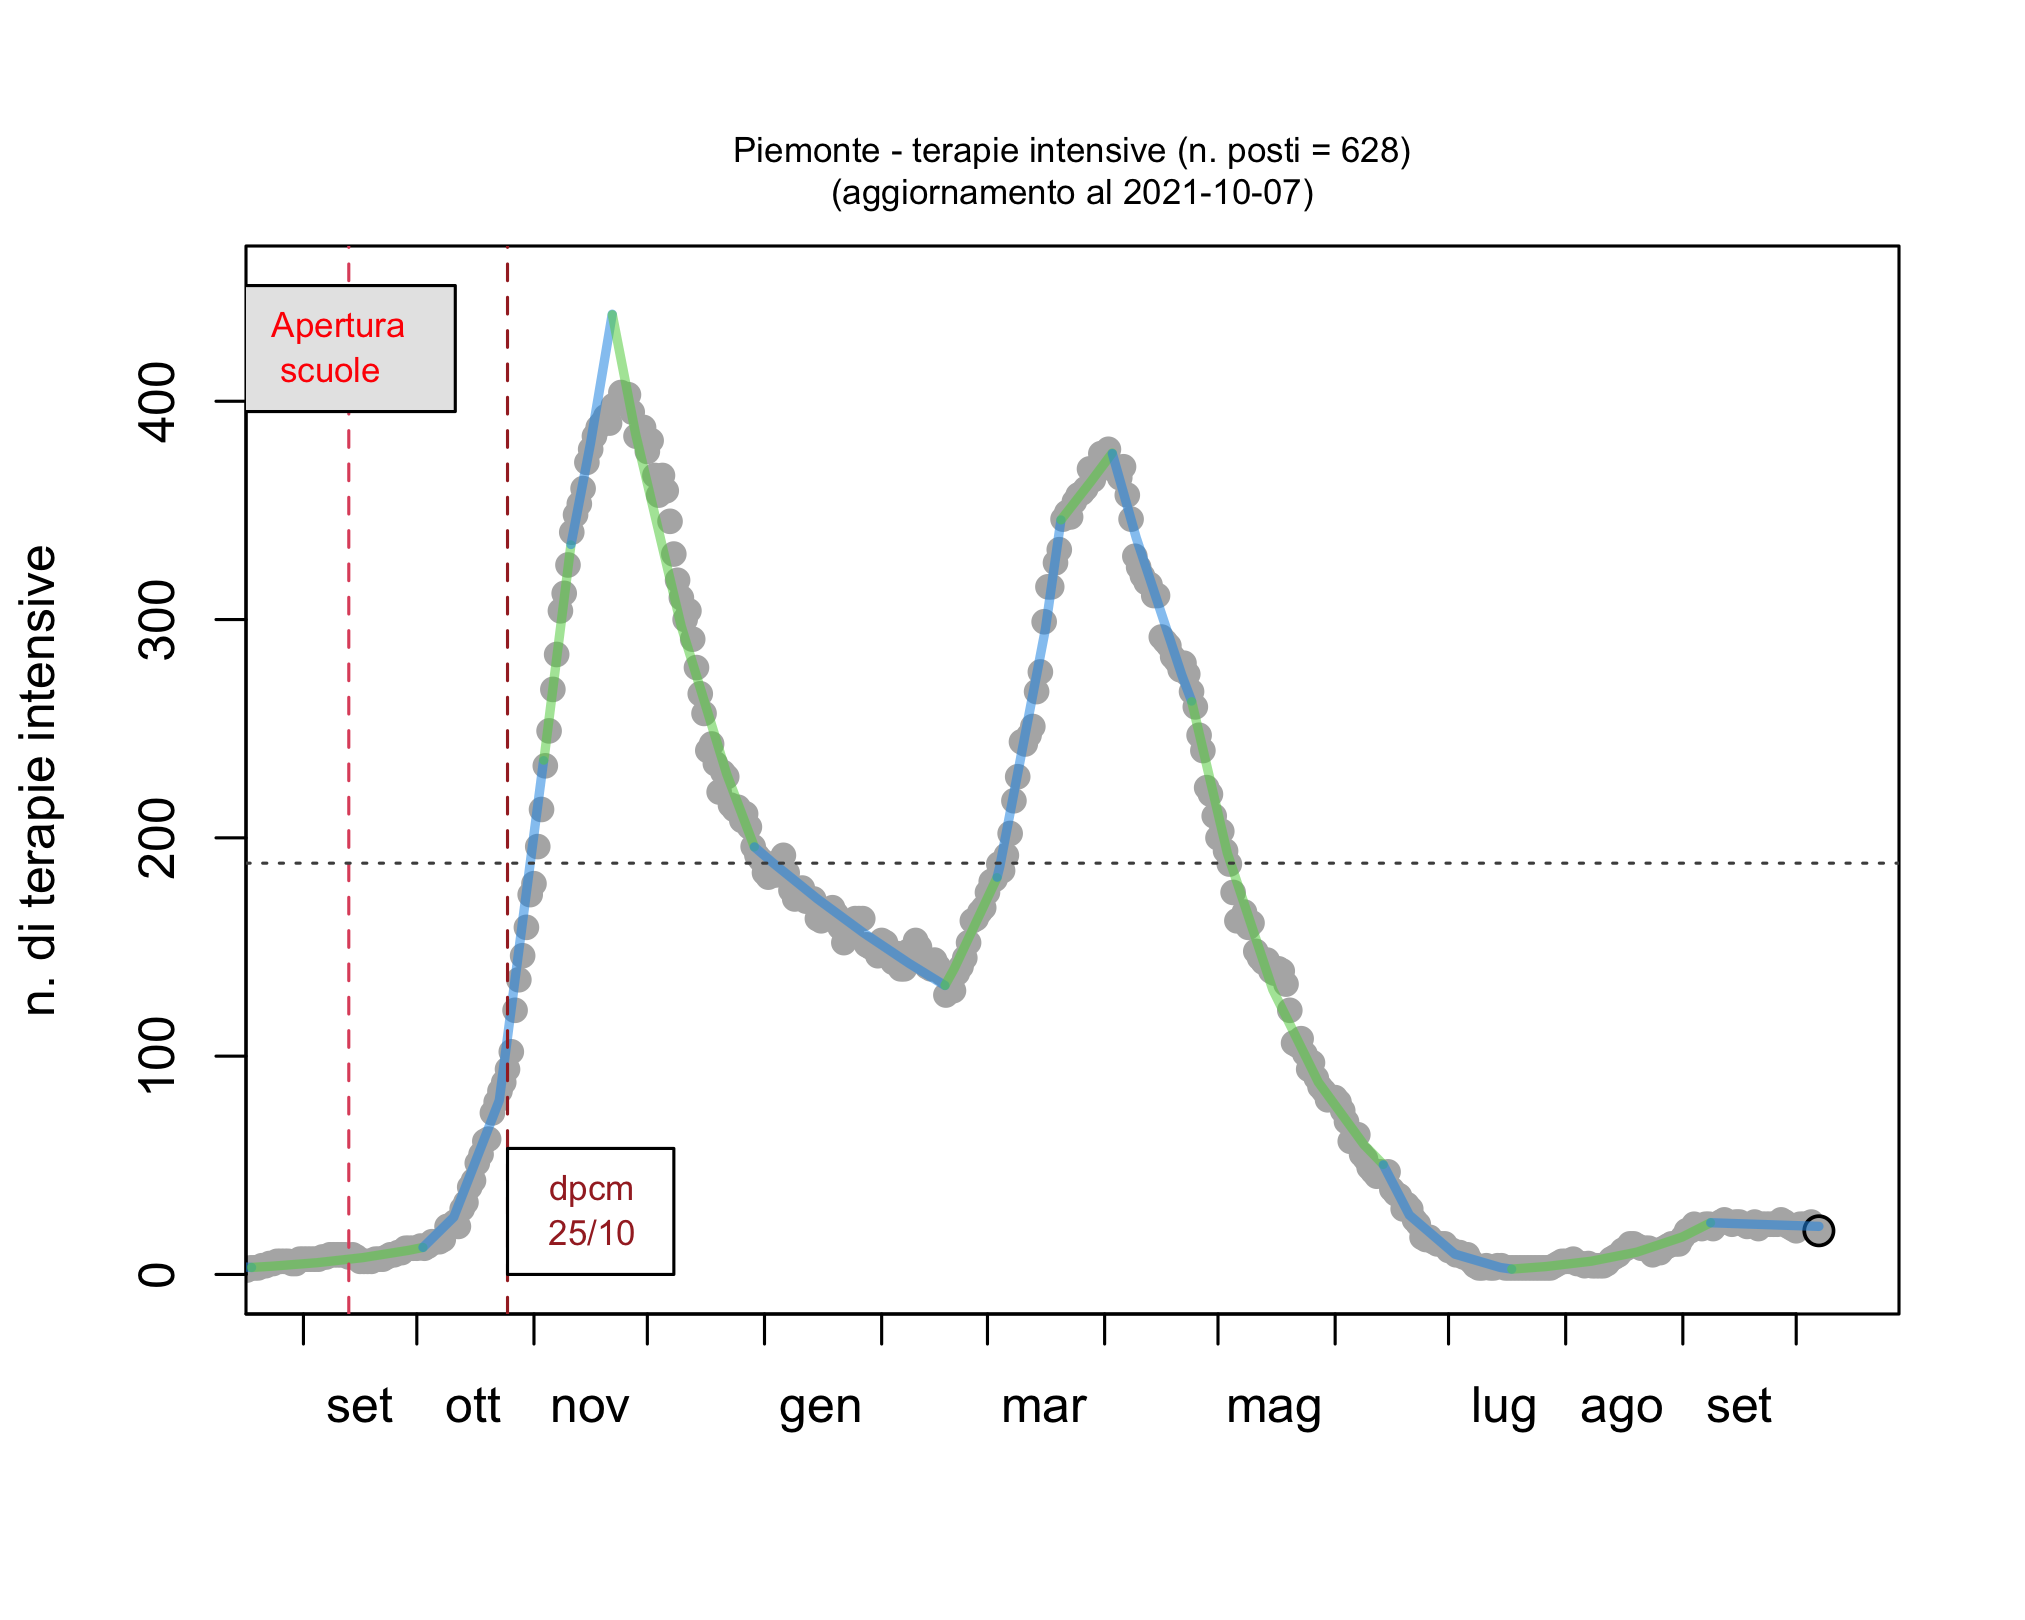 Piemonte - terapie intensive (n. posti = 628)
(aggiornamento al 2021-10-07)
n. di terapie intensive
400
300
200
100
0
Apertura
scuole
dpcm
25/10
set ott nov gen mar mag lug ago set